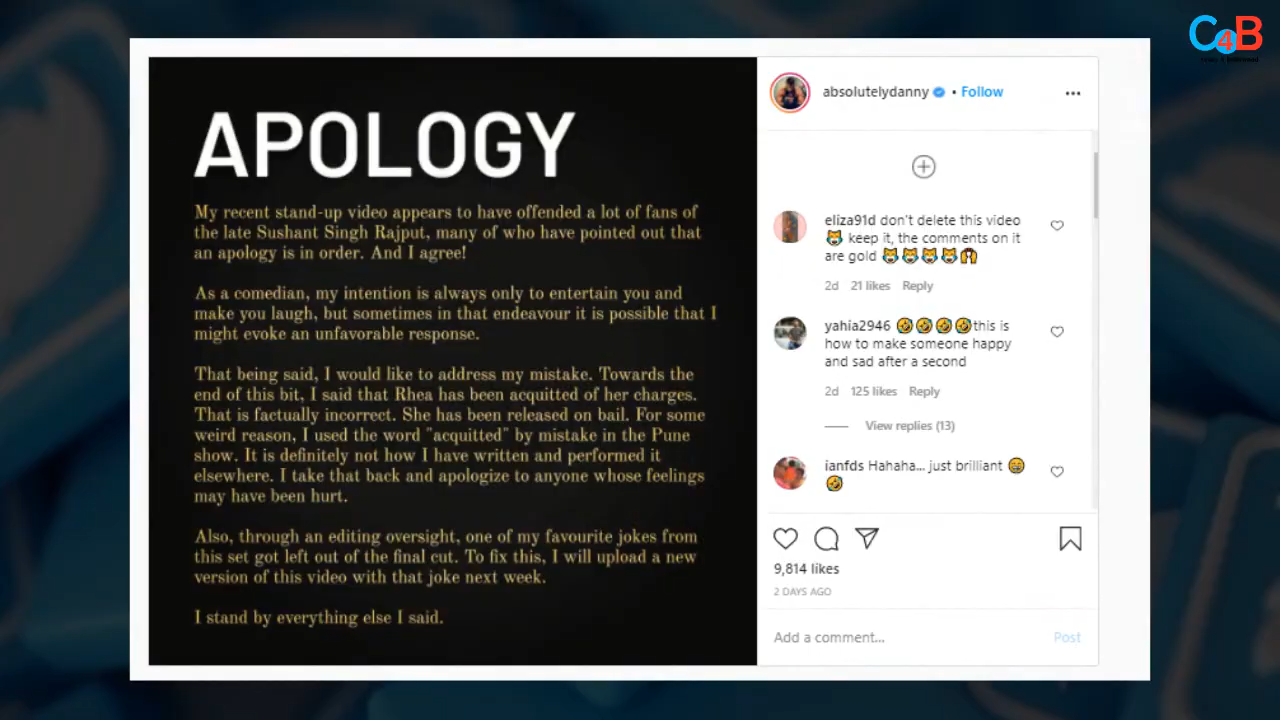 C4B
APOLOGY
My recent stand-up video appears to have offended a lot of fans of
the late Sushant Singh Rajput, many of who have pointed out that
an apology is in order. And I agree!
As a comedian, my intention is always only to entertain you and
make you laugh, but sometimes in that endeavour it is possible that I
might evoke an unfavorable response.
That being said, I would like to address my mistake. Towards the
end of this bit, I said that Rhea has been acquitted of her charges.
That is factually incorrect. She has been released on bail. For some
weird reason, I used the word "acquitted" by mistake in the Pune
show. It is definitely not how I have written and performed it
elsewhere. I take that back and apologize to anyone whose feelings
may have been hurt.
Also, through an editing oversight, one of my favourite jokes from
this set got left out of the final cut. To fix this, I will upload a new
version of this video with that joke next week.
I stand by everything else I said.
absolutelydanny • Follow
eliza91d don't delete this video
😹 keep it, the comments on it
are gold 😹😹😹😹🙌
2d 21 likes Reply
yahia2946 🤣🤣🤣🤣this is
how to make someone happy
and sad after a second
2d 125 likes Reply
View replies (13)
ianfds Hahaha... just brilliant 😁
🤣
9,814 likes
2 DAYS AGO
Add a comment...
Post